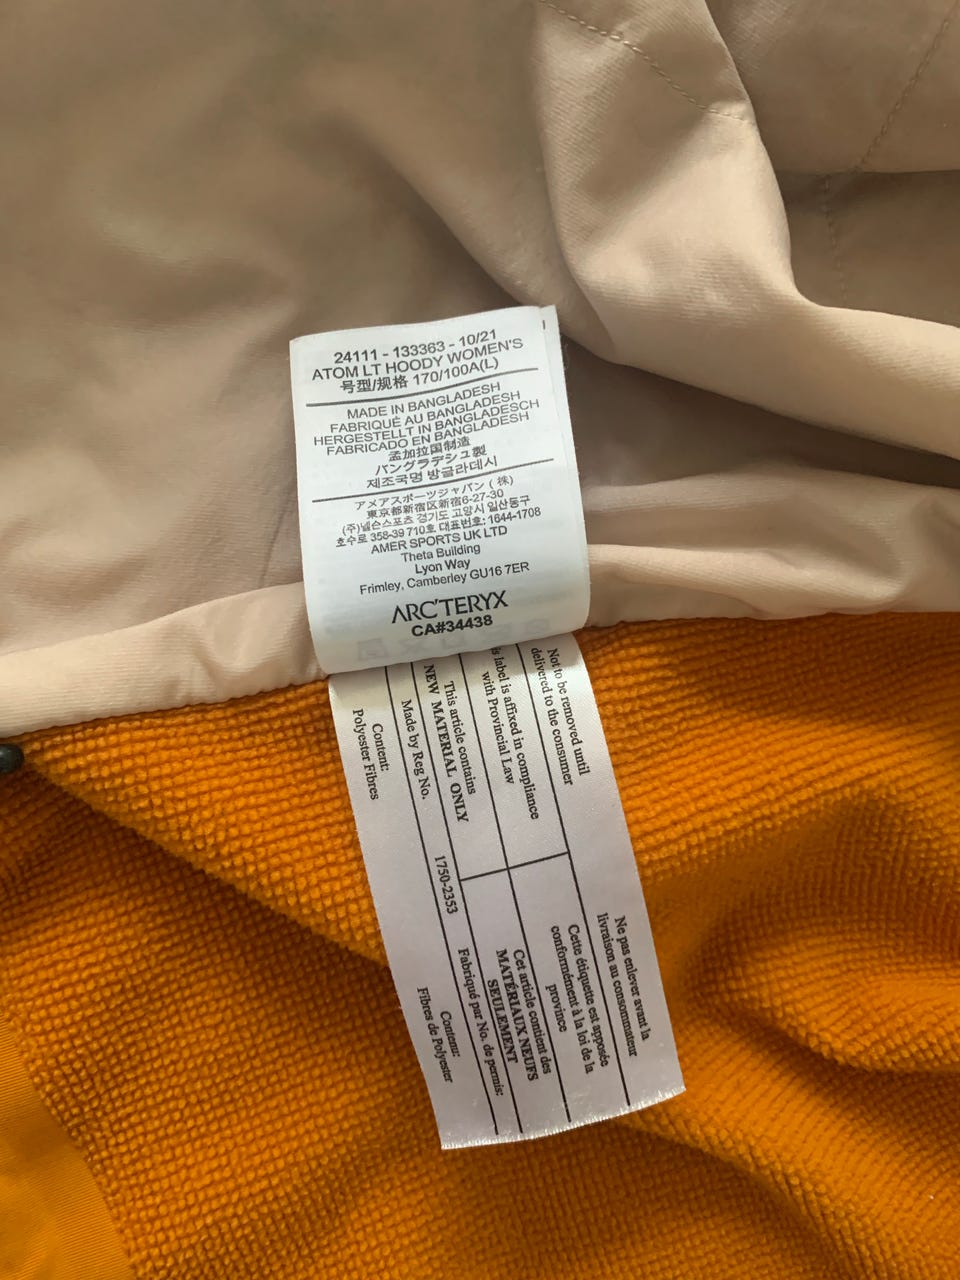 24111 - 133363 - 10/21
ATOM LT HOODY WOMEN'S
号型/规格 170/100A(L)
MADE IN BANGLADESH
FABRIQUÉ AU BANGLADESH
HERGESTELLT IN BANGLADESCH
FABRICADO EN BANGLADESH
孟加拉国制造
バングラデシュ製
제조국명 방글라데시
アメアスポーツジャパン (株)
東京都新宿区新宿6-27-30
(주)넬슨스포츠 경기도 고양시 일산동구
호수로 358-39 710호 대표번호: 1644-1708
AMER SPORTS UK LTD
Theta Building
Lyon Way
Frimley, Camberley GU16 7ER
ARC'TERYX
CA#34438
Not to be removed until
delivered to the consumer
is label is affixed in compliance
with Provincial Law
This article contains
NEW MATERIAL ONLY
Made by Reg No. 1750-2353
Content:
Polyester Fibres
Ne pas enlever avant la
livraison au consommateur
Cette étiquette est apposée
conformément à la loi de la
province
Cet article contient des
MATÉRIAUX NEUFS
SEULEMENT
Fabriqué par No. de permis:
Contenu:
Fibres de Polyester